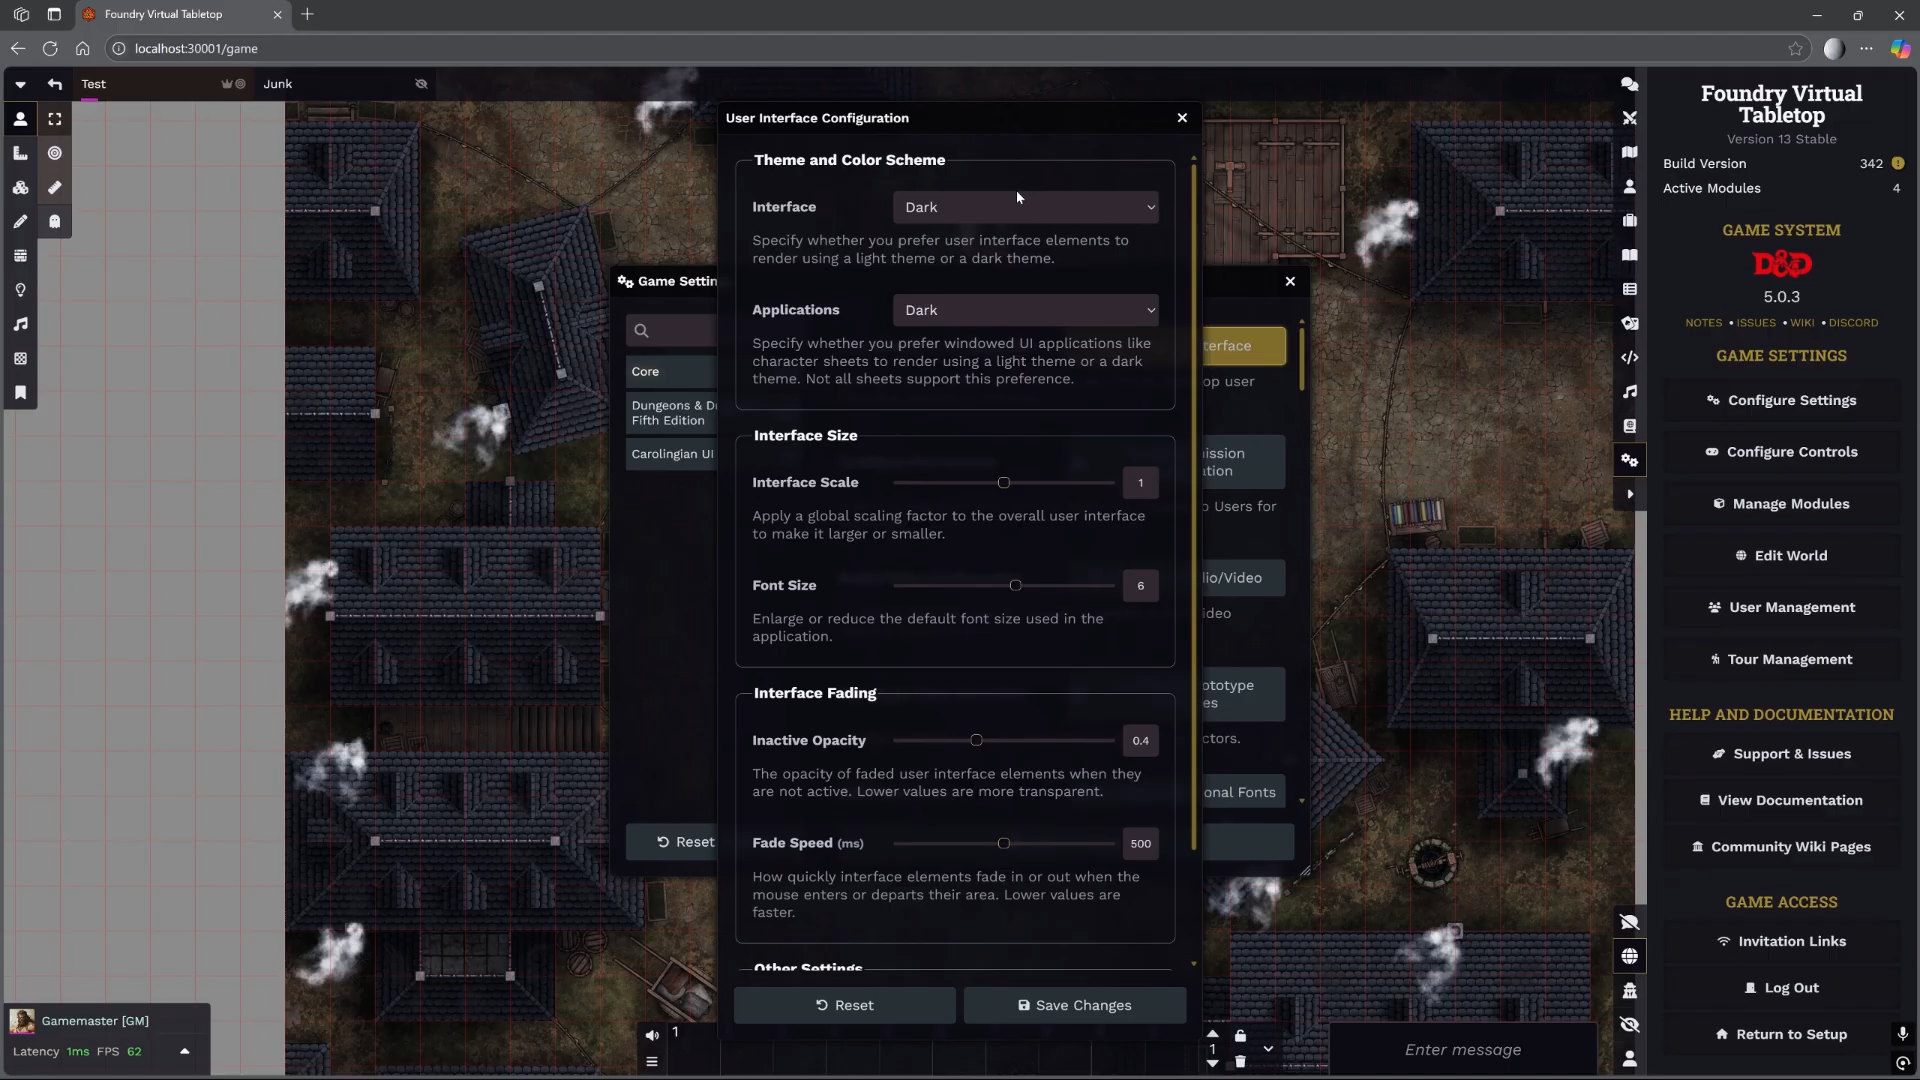 Foundry Virtual Tabletop
localhost:30001/game
Test
Junk
User Interface Configuration
Theme and Color Scheme
Interface
Dark
Specify whether you prefer user interface elements to
render using a light theme or a dark theme.
Applications
Dark
Specify whether you prefer windowed UI applications like
character sheets to render using a light theme or a dark
theme. Not all sheets support this preference.
Interface Size
Interface Scale
1
Apply a global scaling factor to the overall user interface
to make it larger or smaller.
Font Size
6
Enlarge or reduce the default font size used in the
application.
Interface Fading
Inactive Opacity
0.4
The opacity of faded user interface elements when they
are not active. Lower values are more transparent.
Fade Speed (ms)
500
How quickly interface elements fade in or out when the
mouse enters or departs their area. Lower values are
faster.
Other Settings
Reset
Save Changes
Game Settin
Core
Dungeons & D
Fifth Edition
Carolingian UI
Reset
terface
op user
ission
tion
o Users for
io/Video
ideo
ototype
es
ctors.
onal Fonts
Foundry Virtual
Tabletop
Version 13 Stable
Build Version 342
Active Modules 4
GAME SYSTEM
D&D
5.0.3
NOTES • ISSUES • WIKI • DISCORD
GAME SETTINGS
Configure Settings
Configure Controls
Manage Modules
Edit World
User Management
Tour Management
HELP AND DOCUMENTATION
Support & Issues
View Documentation
Community Wiki Pages
GAME ACCESS
Invitation Links
Log Out
Return to Setup
Gamemaster [GM]
Latency 1ms FPS 62
1
1
Enter message